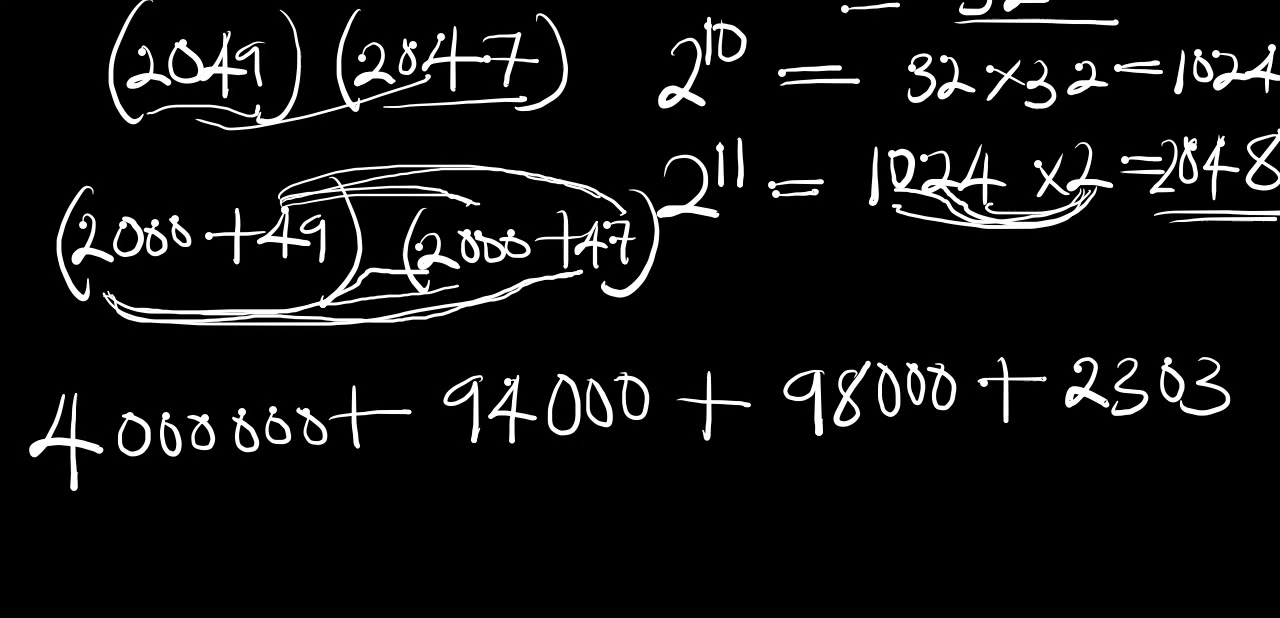 = 32
(2049) (2047) 2^10 = 32 × 32 = 1024
2^11 = 1024 × 2 = 2048
(2000 + 49) (2000 + 47)
4000000 + 94000 + 98000 + 2303